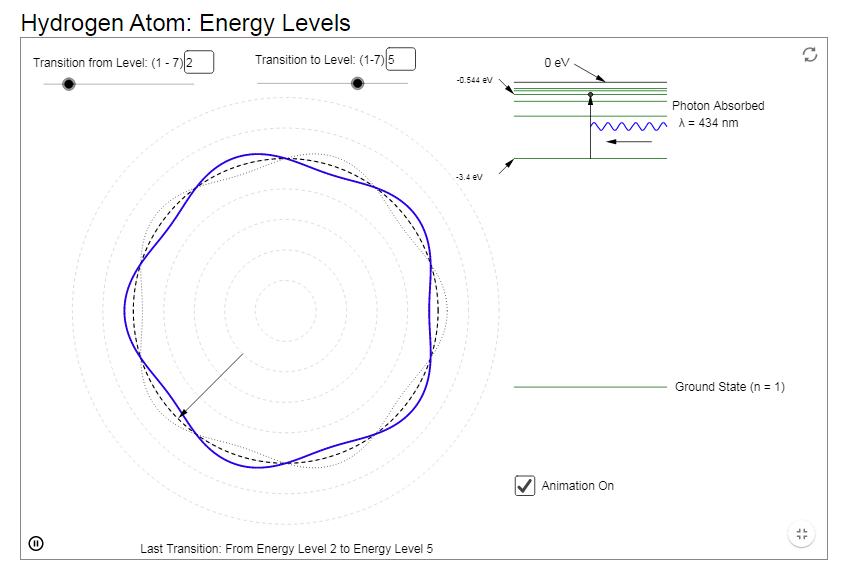 Hydrogen Atom: Energy Levels
Transition from Level: (1 - 7) 2
Transition to Level: (1-7) 5
0 eV
-0.544 eV
Photon Absorbed
λ = 434 nm
-3.4 eV
Ground State (n = 1)
Animation On
Last Transition: From Energy Level 2 to Energy Level 5